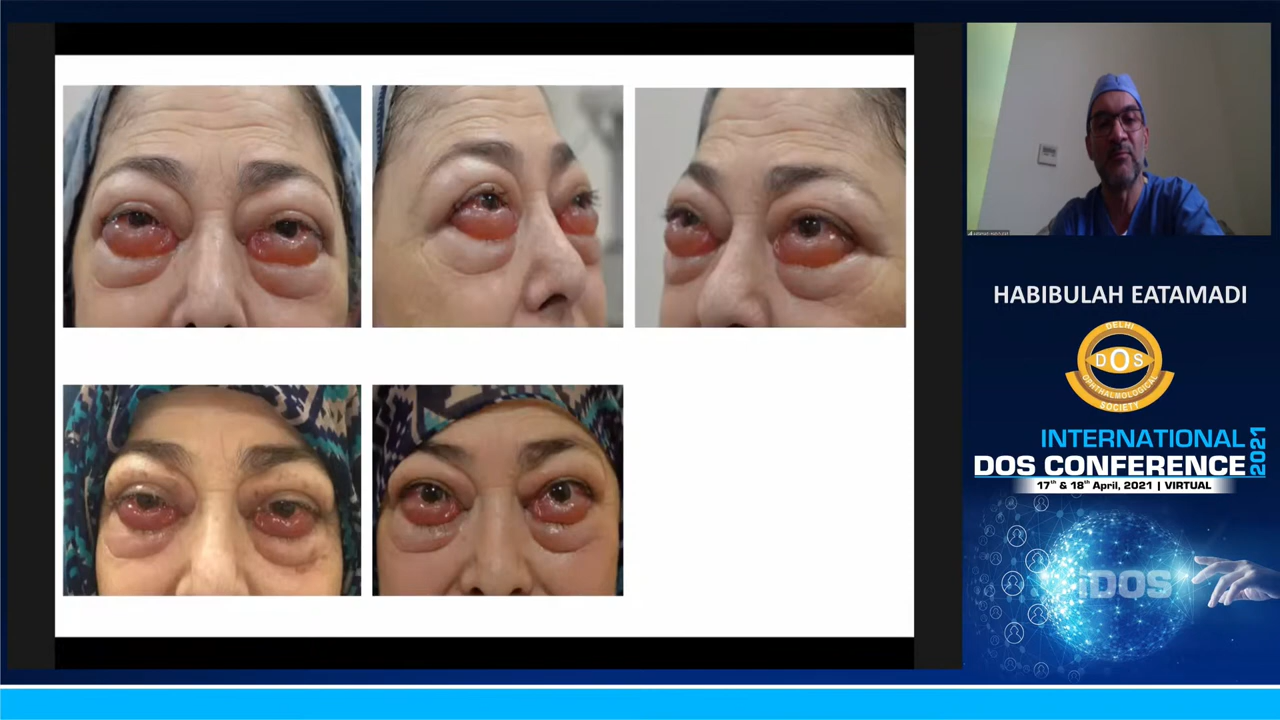 HABIBULAH EATAMADI
DELHI
DOS
OPHTHALMOLOGICAL
SOCIETY
INTERNATIONAL
DOS CONFERENCE
2021
17th & 18th April, 2021 | VIRTUAL
iDOS